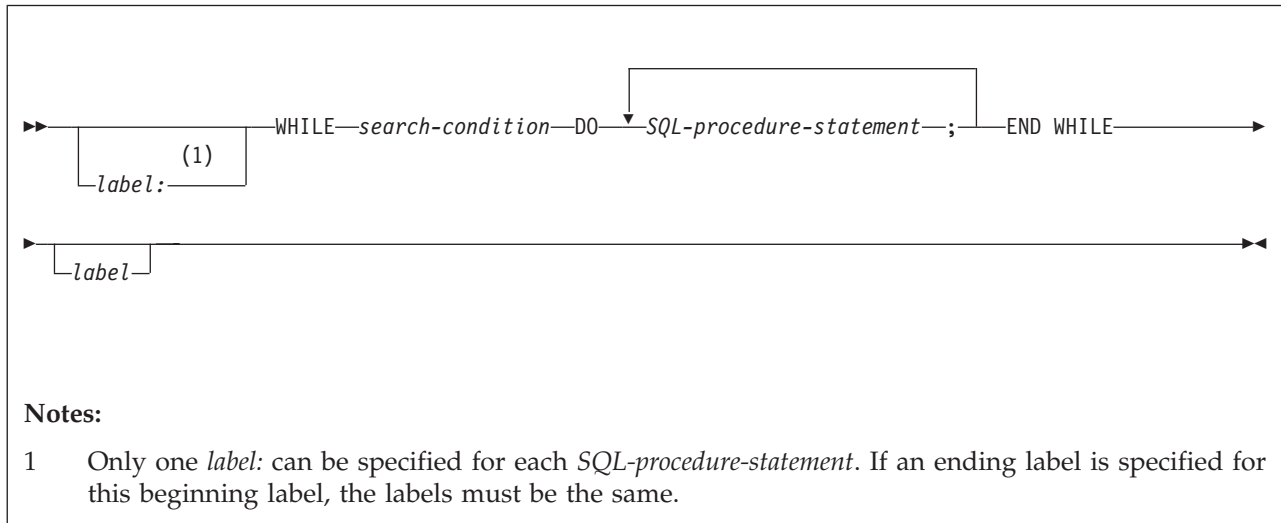 WHILE search-condition DO SQL-procedure-statement ; END WHILE
(1)
label:
label
Notes:
1 Only one label: can be specified for each SQL-procedure-statement. If an ending label is specified for
this beginning label, the labels must be the same.